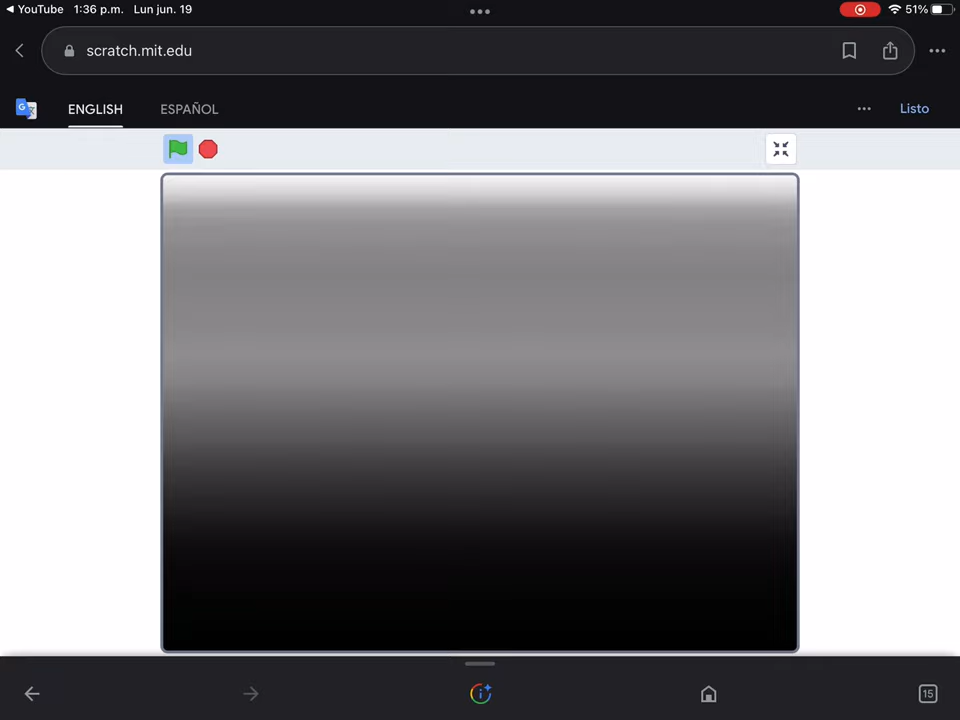 YouTube 1:36 p.m. Lun jun. 19 51%
scratch.mit.edu
ENGLISH ESPAÑOL Listo
15